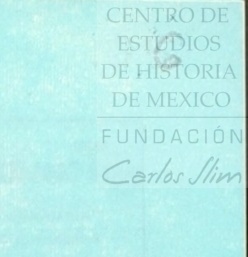 CENTRO DE
ESTUDIOS
DE HISTORIA
DE MEXICO
FUNDACIÓN
Carlos Slim